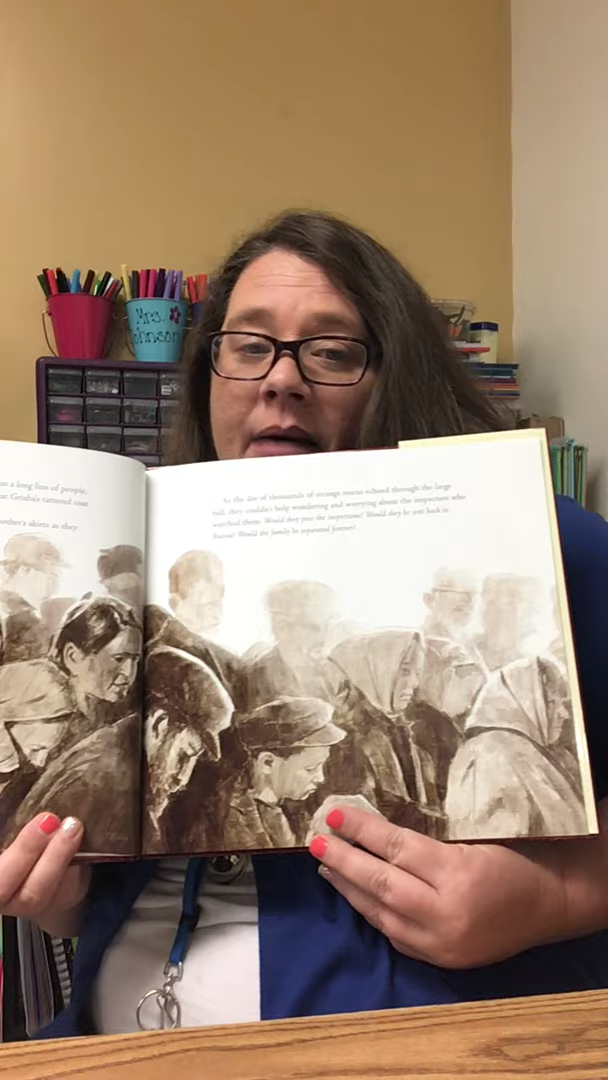 Mrs.
Johnson
a long line of people,
Grisha's tattered coat
mother's skirts as they
As the din of thousands of strange voices echoed through the large
hall, they couldn't help wondering and worrying about the inspectors who
watched them. Would they pass the inspections? Would they be sent back to
Russia? Would the family be separated forever?